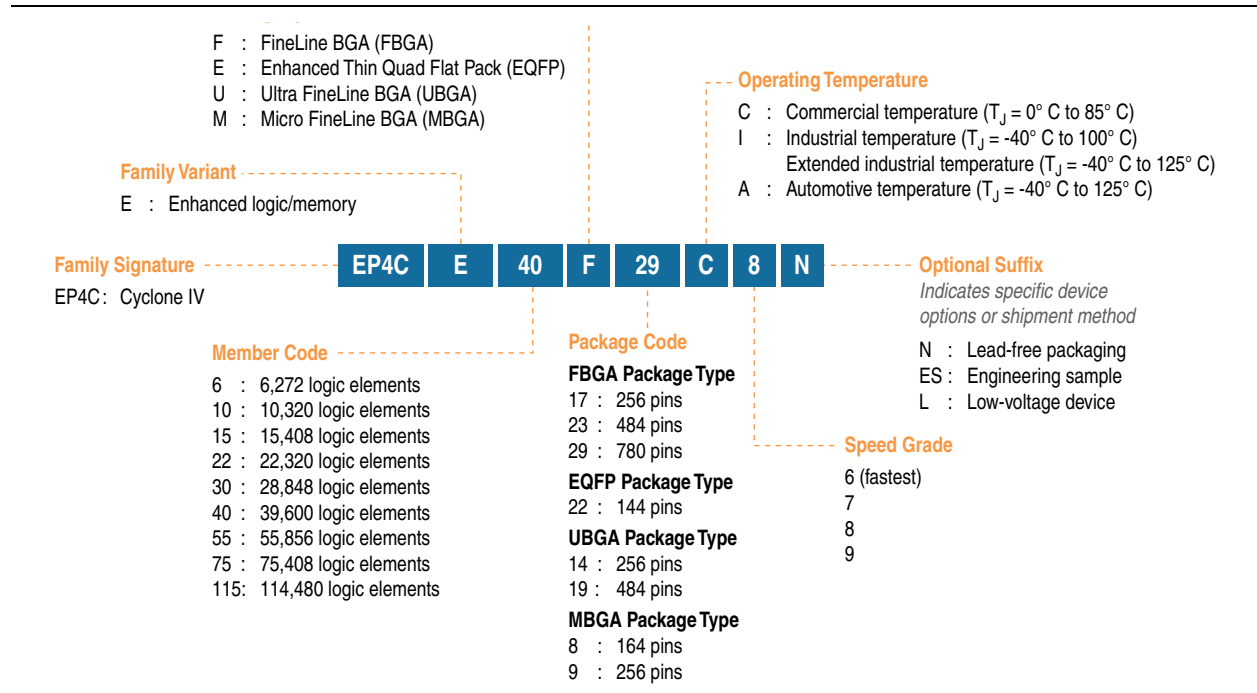 F : FineLine BGA (FBGA)
E : Enhanced Thin Quad Flat Pack (EQFP)
U : Ultra FineLine BGA (UBGA)
M : Micro FineLine BGA (MBGA)
Operating Temperature
C : Commercial temperature (TJ = 0° C to 85° C)
I : Industrial temperature (TJ = -40° C to 100° C)
Extended industrial temperature (TJ = -40° C to 125° C)
A : Automotive temperature (TJ = -40° C to 125° C)
Family Variant
E : Enhanced logic/memory
EP4C E 40 F 29 C 8 N
Family Signature
EP4C : Cyclone IV
Optional Suffix
Indicates specific device
options or shipment method
N : Lead-free packaging
ES : Engineering sample
L : Low-voltage device
Member Code
6 : 6,272 logic elements
10 : 10,320 logic elements
15 : 15,408 logic elements
22 : 22,320 logic elements
30 : 28,848 logic elements
40 : 39,600 logic elements
55 : 55,856 logic elements
75 : 75,408 logic elements
115: 114,480 logic elements
Package Code
FBGA Package Type
17 : 256 pins
23 : 484 pins
29 : 780 pins
EQFP Package Type
22 : 144 pins
UBGA Package Type
14 : 256 pins
19 : 484 pins
MBGA Package Type
8 : 164 pins
9 : 256 pins
Speed Grade
6 (fastest)
7
8
9